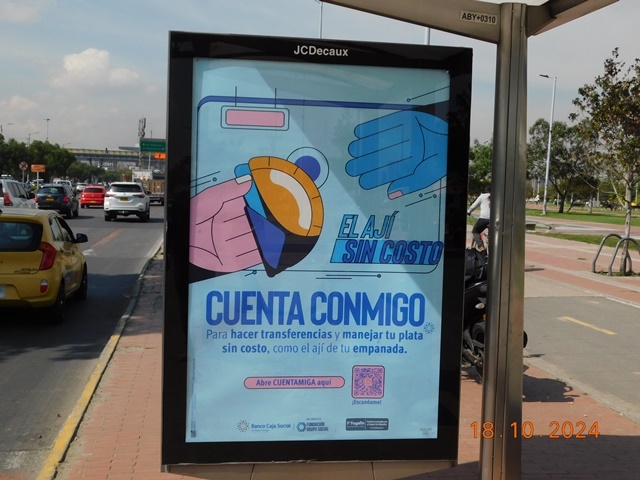 ABY+0310
JCDecaux
EL AJÍ
SIN COSTO
CUENTA CONMIGO
Para hacer transferencias y manejar tu plata
sin costo, como el ají de tu empanada.
Abre CUENTAMIGA aquí
¡Escanéame!
Banco Caja Social
FUNDACIÓN
GRUPO SOCIAL
Fogafín
18.10.2024